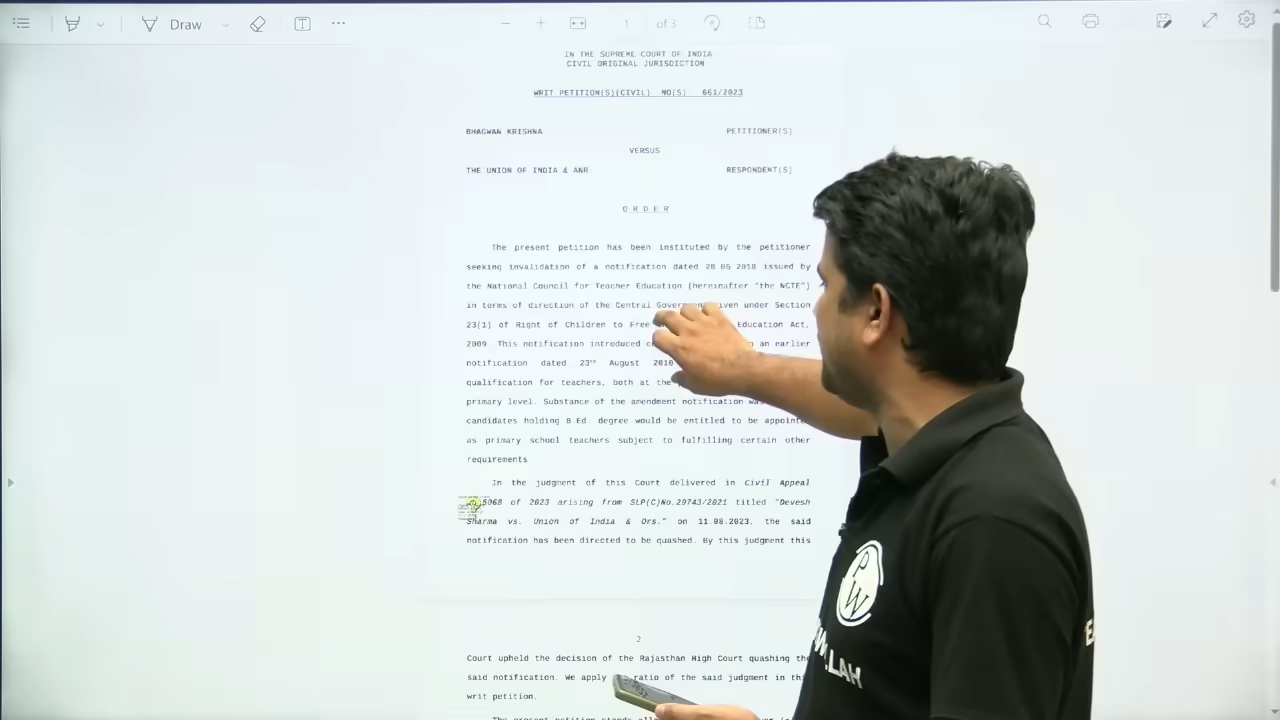 Draw
1 of 3
IN THE SUPREME COURT OF INDIA
CIVIL ORIGINAL JURISDICTION
WRIT PETITION(S)(CIVIL) NO(S). 661/2023
BHAGWAN KRISHNA PETITIONER(S)
VERSUS
THE UNION OF INDIA & ANR RESPONDENT(S)
O R D E R
The present petition has been instituted by the petitioner
seeking invalidation of a notification dated 28 06 2018 issued by
the National Council for Teacher Education (hereinafter "the NCTE")
in terms of direction of the Central under Section
23(1) of Right of Children to Free Education Act,
2009 This notification introduced an earlier
notification dated 23rd August 2010
qualification for teachers, both at the
primary level. Substance of the amendment notification
candidates holding B Ed. degree would be entitled to be
as primary school teachers subject to fulfilling certain other
requirements
In the judgment of this Court delivered in Civil Appeal
5068 of 2023 arising from SLP(C)No.20743/2021 titled "Devesh
Sharma vs. Union of India & Ors." on 11.08.2023, the said
notification has been directed to be quashed. By this judgment this
2
Court upheld the decision of the Rajasthan High Court quashing the
said notification. We apply ratio of the said judgment in this
writ petition.
The present petition stands
PW
LAH